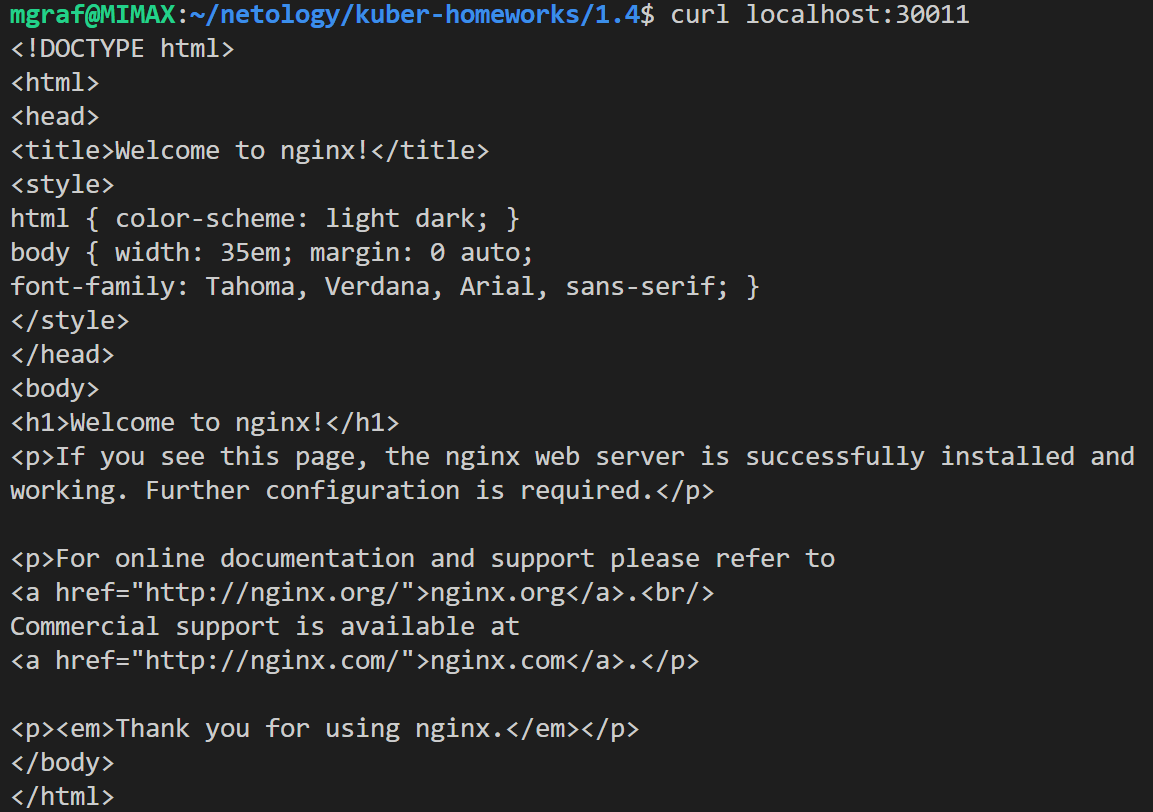 mgraf@MIMAX:~/netology/kuber-homeworks/1.4$ curl localhost:30011
<!DOCTYPE html>
<html>
<head>
<title>Welcome to nginx!</title>
<style>
html { color-scheme: light dark; }
body { width: 35em; margin: 0 auto;
font-family: Tahoma, Verdana, Arial, sans-serif; }
</style>
</head>
<body>
<h1>Welcome to nginx!</h1>
<p>If you see this page, the nginx web server is successfully installed and
working. Further configuration is required.</p>

<p>For online documentation and support please refer to
<a href="http://nginx.org/">nginx.org</a>.<br/>
Commercial support is available at
<a href="http://nginx.com/">nginx.com</a>.</p>

<p><em>Thank you for using nginx.</em></p>
</body>
</html>